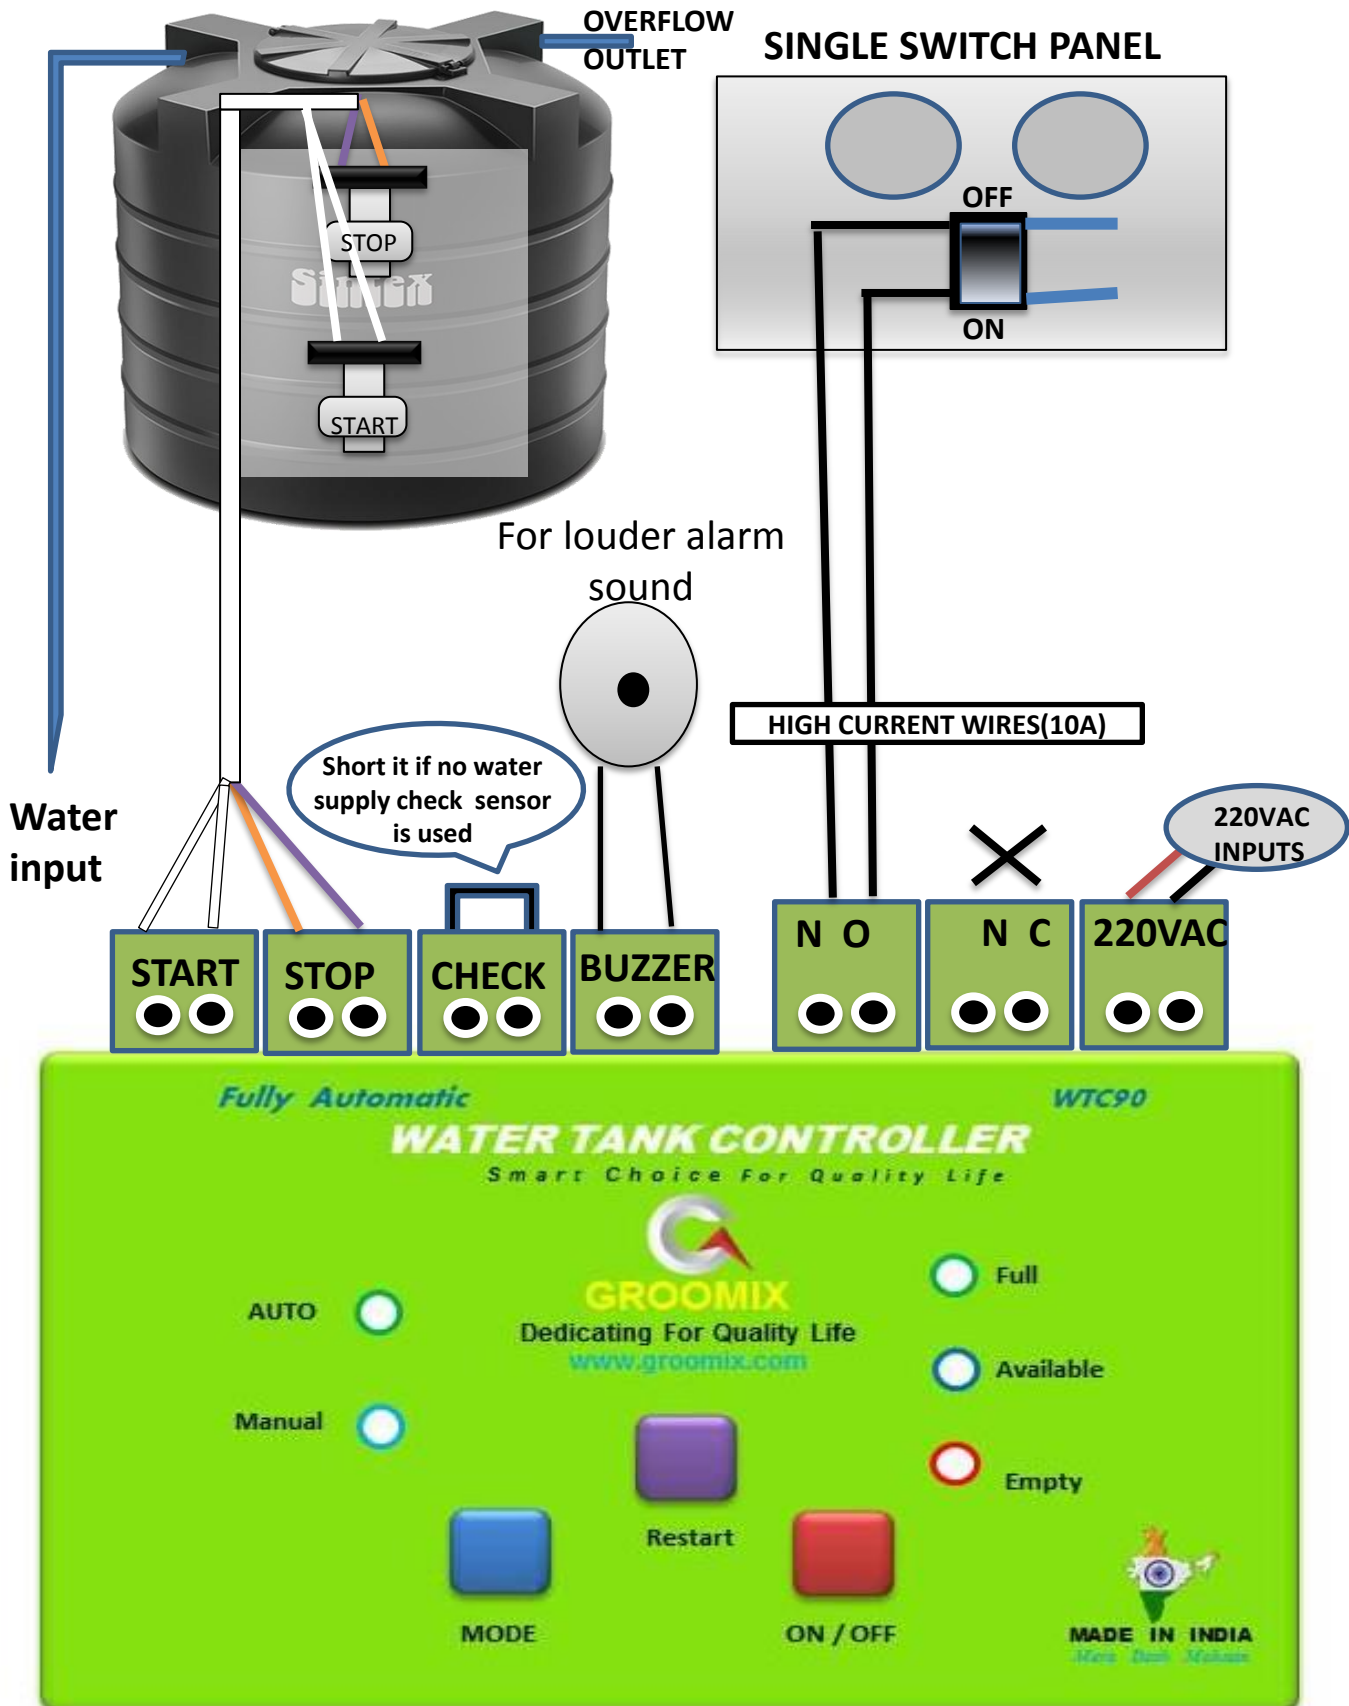 OVERFLOW
OUTLET
SINGLE SWITCH PANEL
OFF
ON
STOP
Sintex
START
For louder alarm
sound
HIGH CURRENT WIRES(10A)
Short it if no water
supply check sensor
is used
Water
input
220VAC
INPUTS
START
STOP
CHECK
BUZZER
N O
N C
220VAC
Fully Automatic
WTC90
WATER TANK CONTROLLER
Smart Choice For Quality Life
GROOMIX
Dedicating For Quality Life
www.groomix.com
AUTO
Manual
Full
Available
Empty
Restart
MODE
ON / OFF
MADE IN INDIA